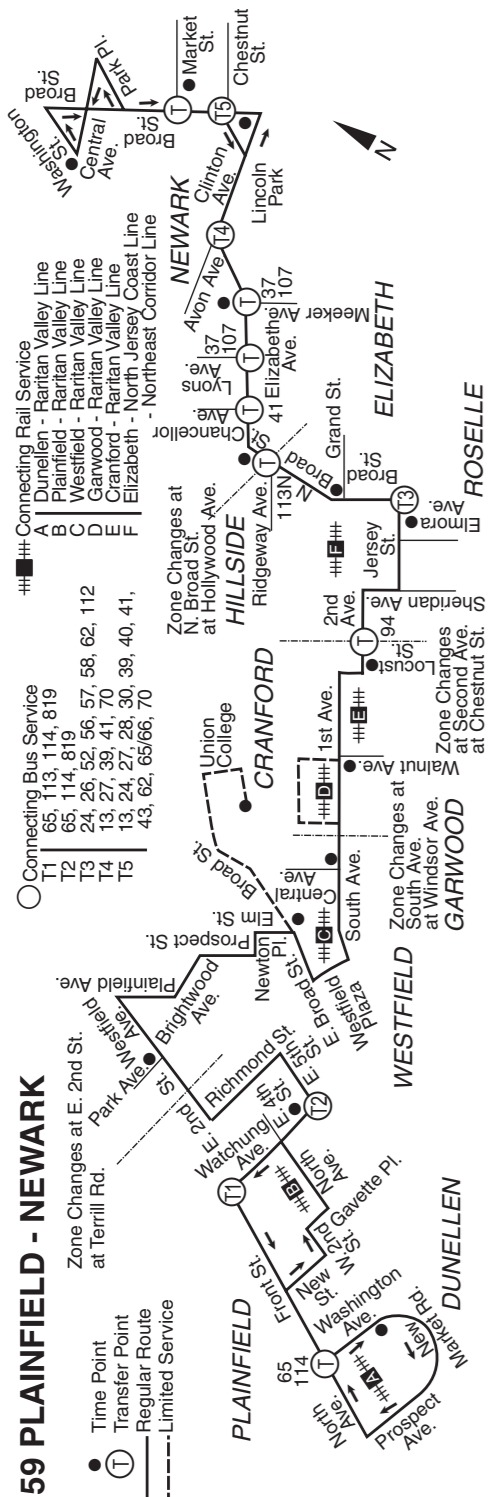 59 PLAINFIELD - NEWARK
Time Point
T Transfer Point
Regular Route
Limited Service
Connecting Bus Service
T1 65, 113, 114, 819
T2 65, 114, 819
T3 24, 26, 52, 56, 57, 58, 62, 112
T4 13, 27, 39, 41, 70
T5 13, 24, 27, 28, 30, 39, 40, 41,
43, 62, 65/66, 70
Connecting Rail Service
A Dunellen - Raritan Valley Line
B Plainfield - Raritan Valley Line
C Westfield - Raritan Valley Line
D Garwood - Raritan Valley Line
E Cranford - Raritan Valley Line
F Elizabeth - North Jersey Coast Line
- Northeast Corridor Line
Zone Changes at E. 2nd St.
at Terrill Rd.
PLAINFIELD
65
114
T
North
Ave.
A
Prospect
Ave.
New
Market Rd.
Washington
Ave.
DUNELLEN
Front St.
New
St.
W. 2nd
St.
Gavette Pl.
North
Ave.
B
T1
Watchung
Ave.
E. 4th
St.
E. 5th
St.
T2
Richmond St.
E. 2nd
St.
Park Ave.
Westfield
Ave.
Brightwood
Ave.
Plainfield Ave.
Prospect St.
Newton
Pl.
Elm St.
E. Broad St.
Westfield
Plaza
C
WESTFIELD
Broad St.
Union
College
Central
Ave.
South Ave.
Zone Changes at
South Ave.
at Windsor Ave.
GARWOOD
CRANFORD
D
1st Ave.
Walnut Ave.
E
Locust
St.
T
94
2nd
Ave.
Zone Changes
at Second Ave.
at Chestnut St.
Sheridan Ave.
Jersey
St.
Elmora
Ave.
T3
ROSELLE
F
Zone Changes at
N. Broad St.
at Hollywood Ave.
HILLSIDE
Ridgeway Ave.
113N
T
N. Broad
St.
Broad
St.
Grand St.
ELIZABETH
Chancellor
Ave.
T
41
Lyons
Ave.
37
107
T
Elizabeth
Ave.
T
37
107
Meeker Ave.
Avon Ave.
T4
NEWARK
Clinton
Ave.
Lincoln
Park
T5
Chestnut
St.
T
Market
St.
Broad
St.
Washington
St.
Central
Ave.
Broad
St.
Park Pl.
N